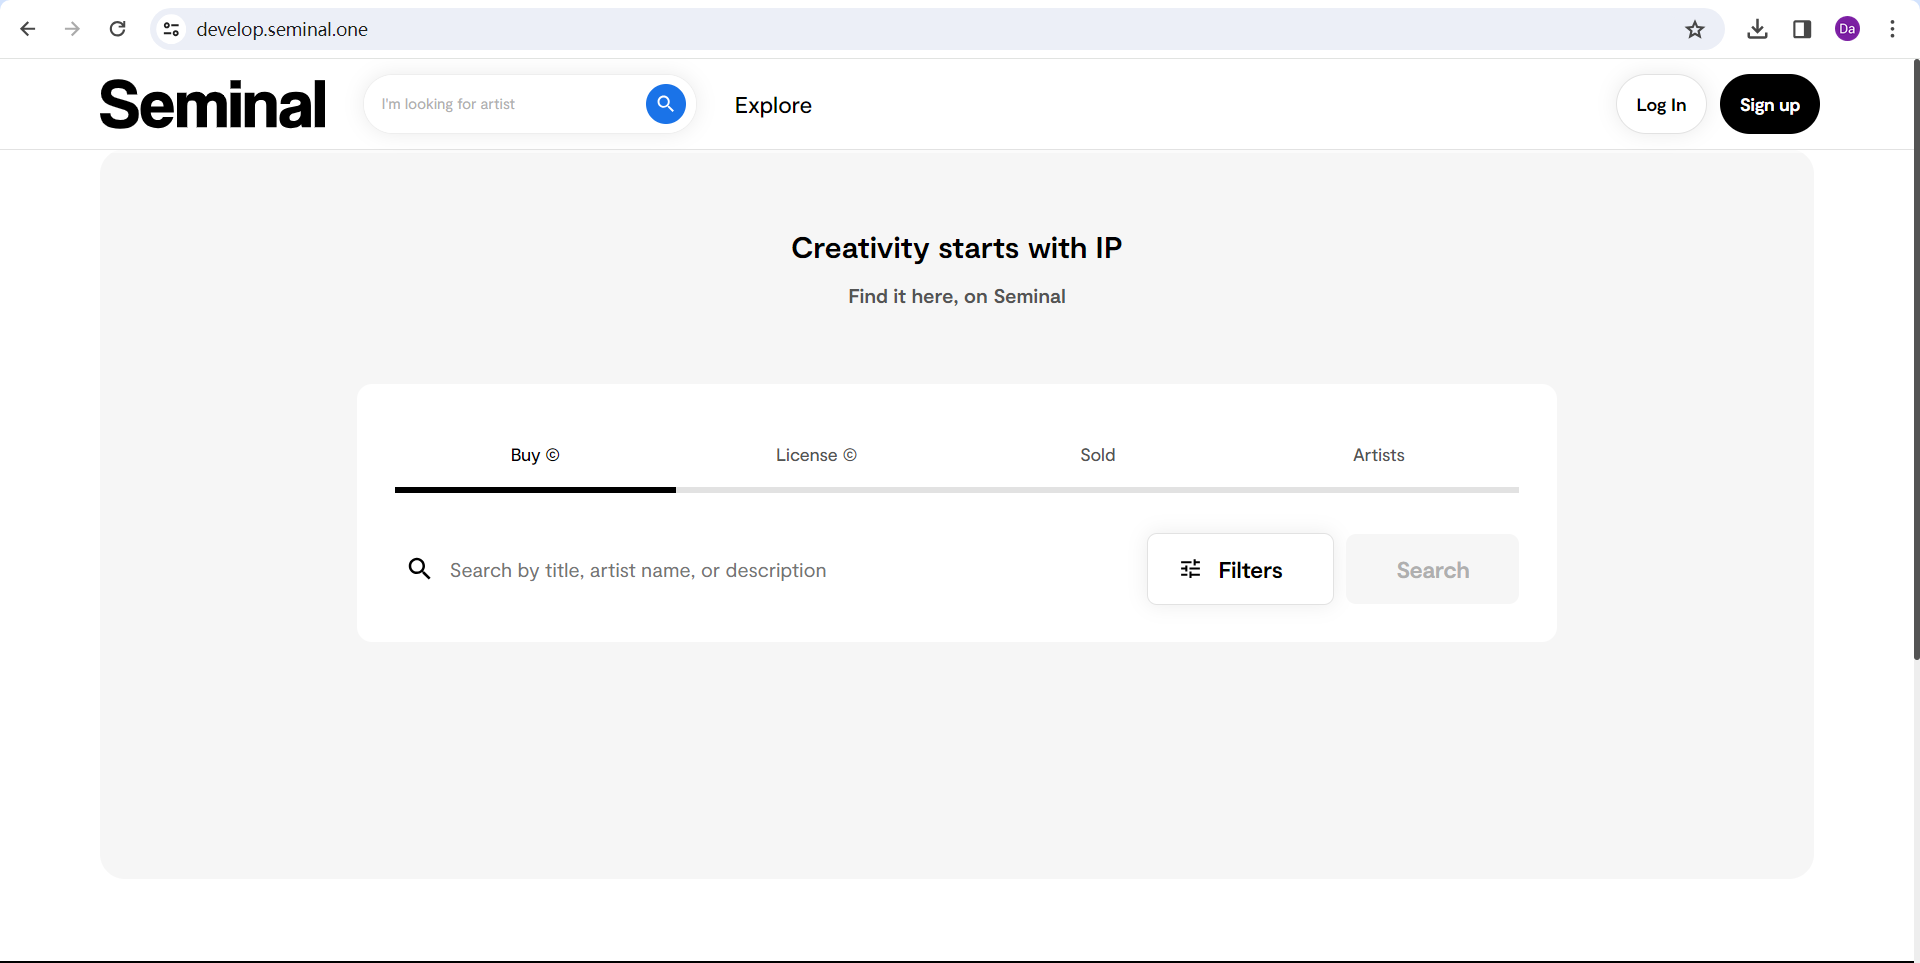 develop.seminal.one
Da
Seminal
I'm looking for artist
Explore
Log In
Sign up
Creativity starts with IP
Find it here, on Seminal
Buy ©
License ©
Sold
Artists
Search by title, artist name, or description
Filters
Search